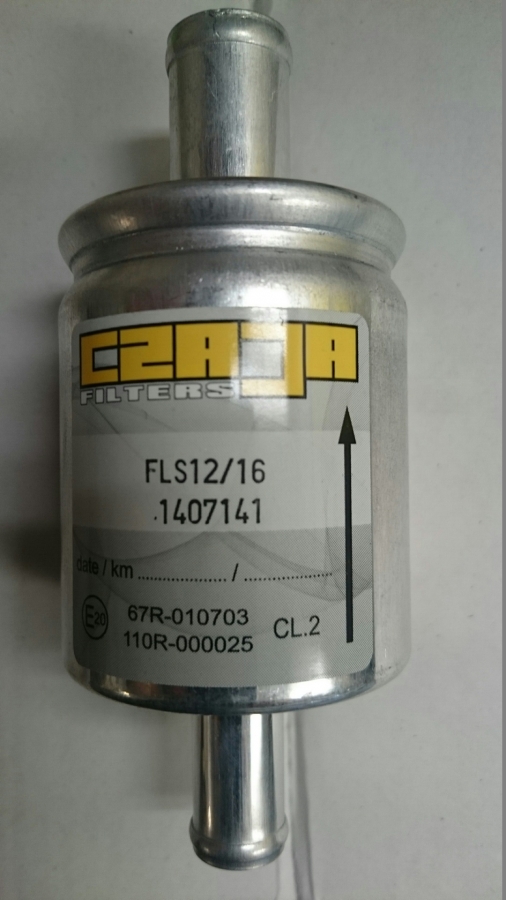 CZAJA
FILTERS
FLS12/16
.1407141
date / km .................... / ....................
E20
67R-010703
110R-000025
CL.2